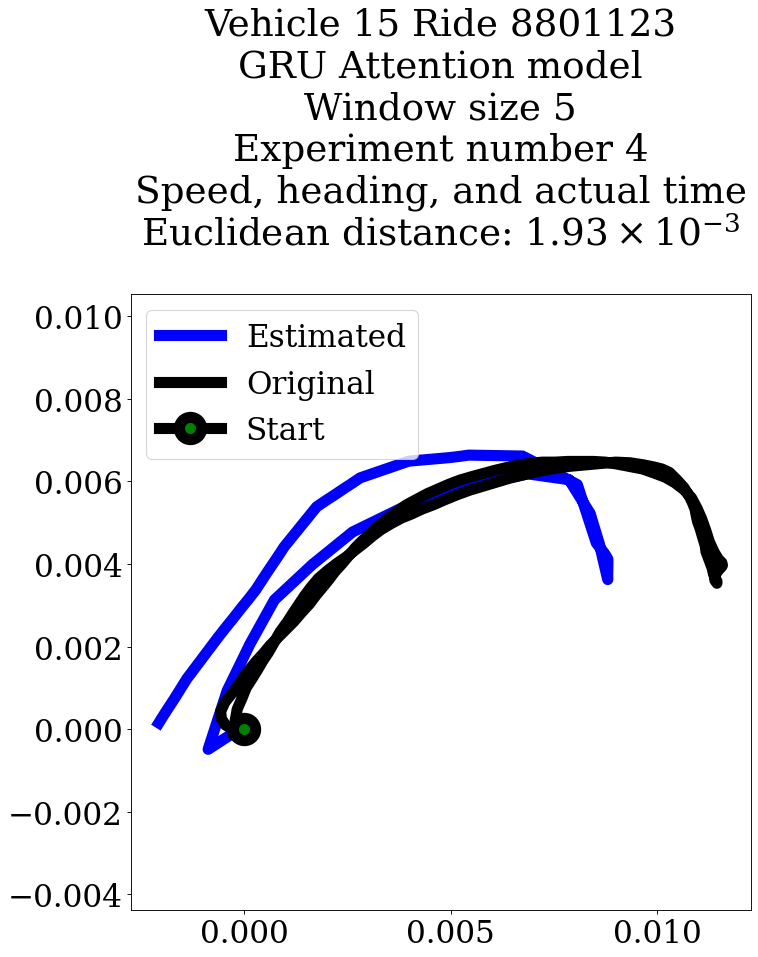 Vehicle 15 Ride 8801123
GRU Attention model
Window size 5
Experiment number 4
Speed, heading, and actual time
Euclidean distance: 1.93 × 10⁻³
0.010
0.008
0.006
0.004
0.002
0.000
−0.002
−0.004
Estimated
Original
Start
0.000 0.005 0.010